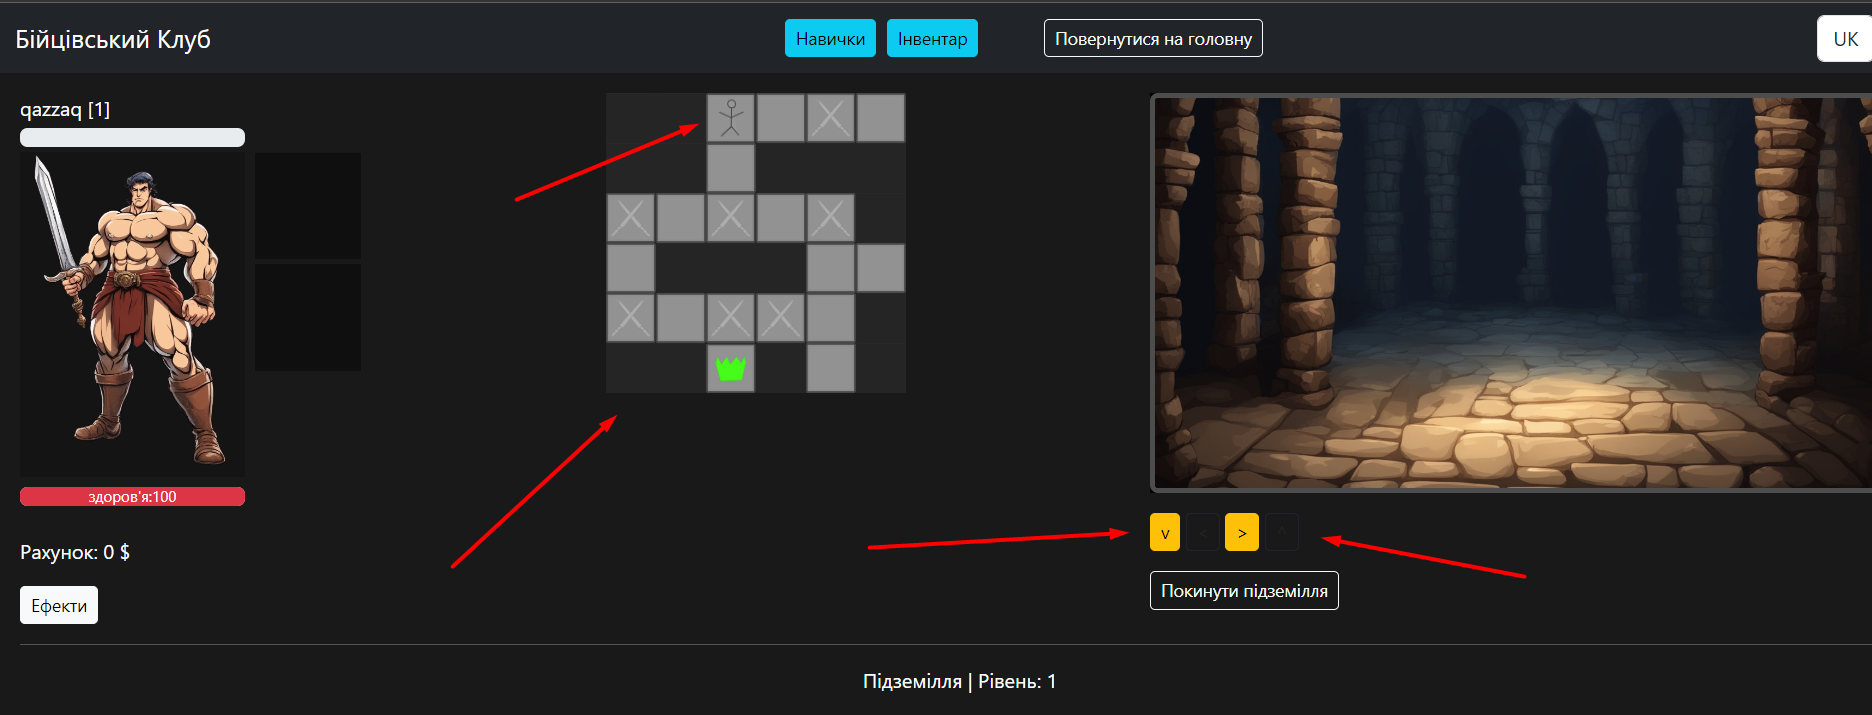 Бійцівський Клуб
Навички
Інвентар
Повернутися на головну
UK
qazzaq [1]
здоров'я:100
Рахунок: 0 $
Ефекти
v < > ^
Покинути підземілля
Підземілля | Рівень: 1